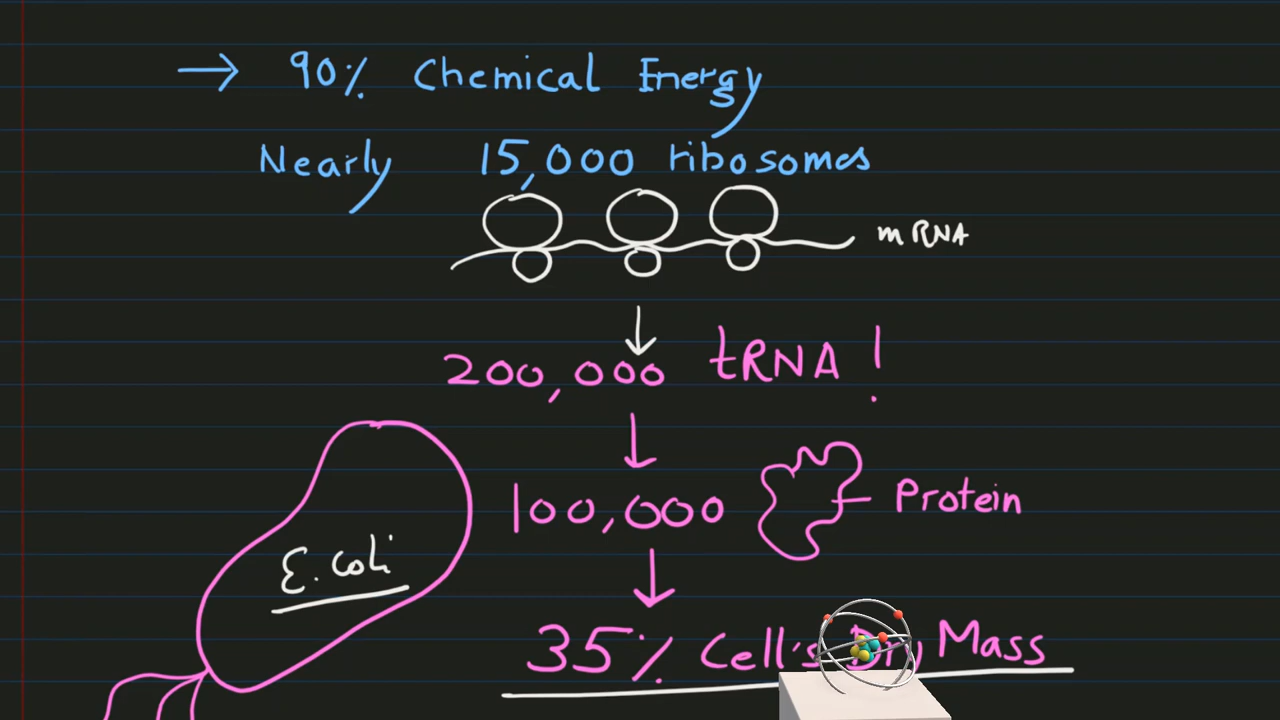 → 90% Chemical Energy
Nearly 15,000 ribosomes
mRNA
200,000 tRNA !
100,000 Protein
E. coli
35% Cell's Mass